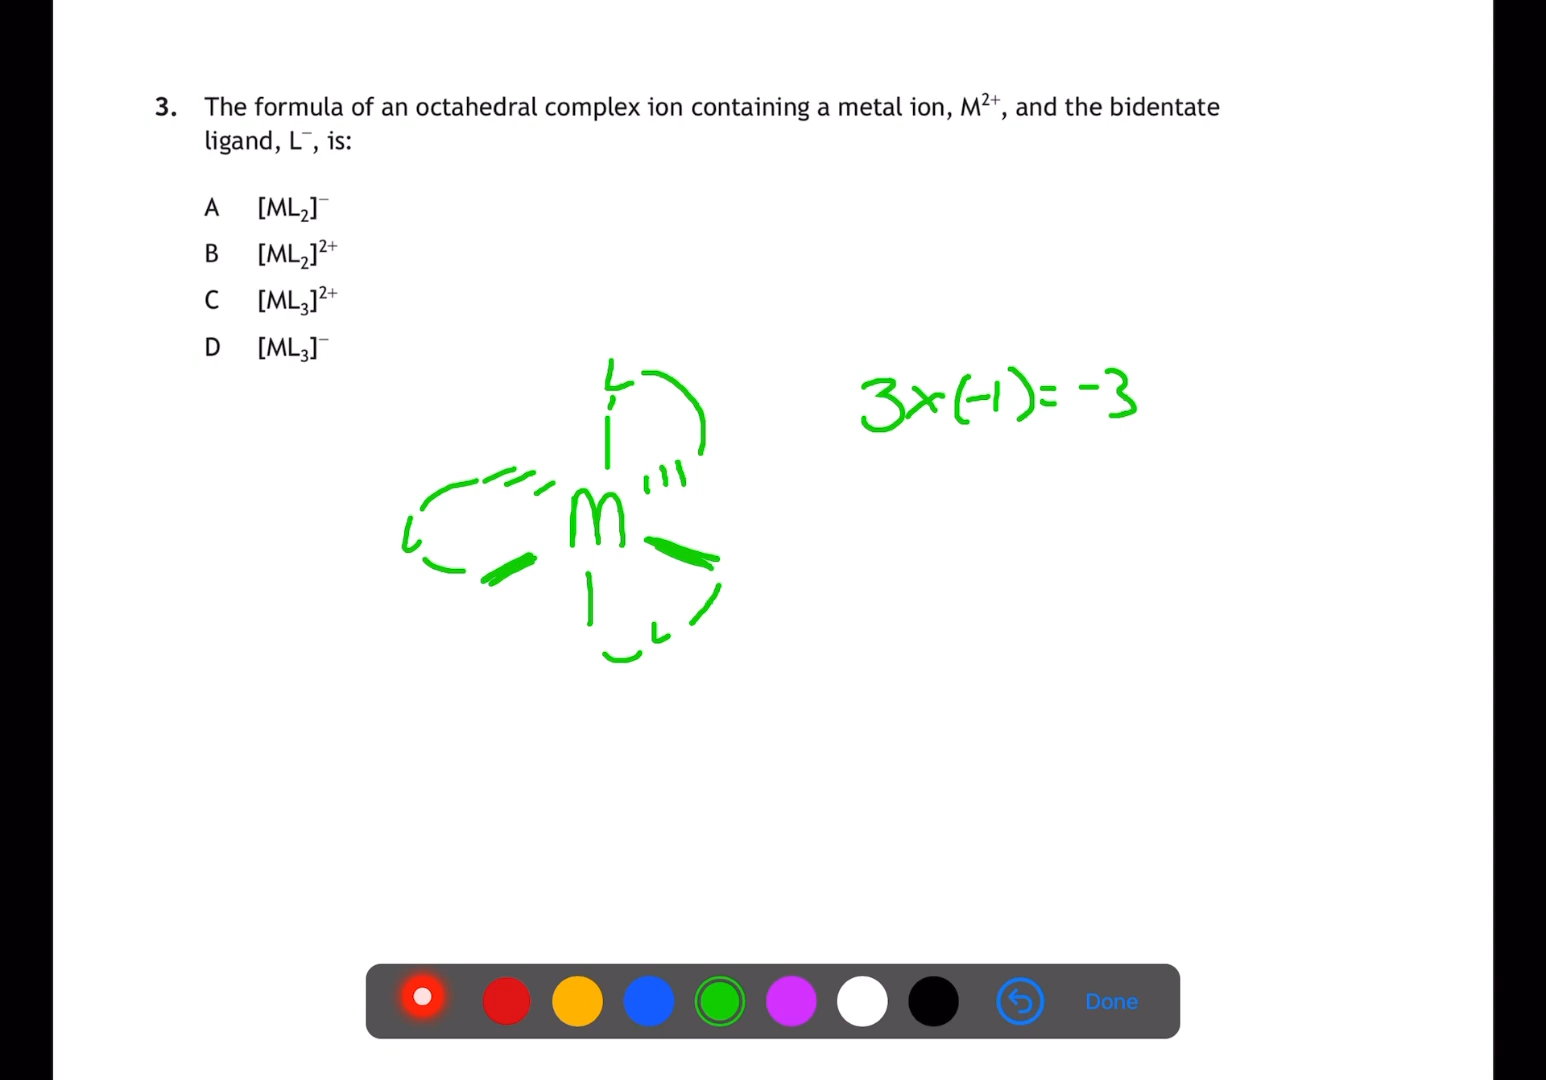 3. The formula of an octahedral complex ion containing a metal ion, M²⁺, and the bidentate
ligand, L⁻, is:
A [ML₂]⁻
B [ML₂]²⁺
C [ML₃]²⁺
D [ML₃]⁻
L
3×(-1)= -3
M
L
L
Done